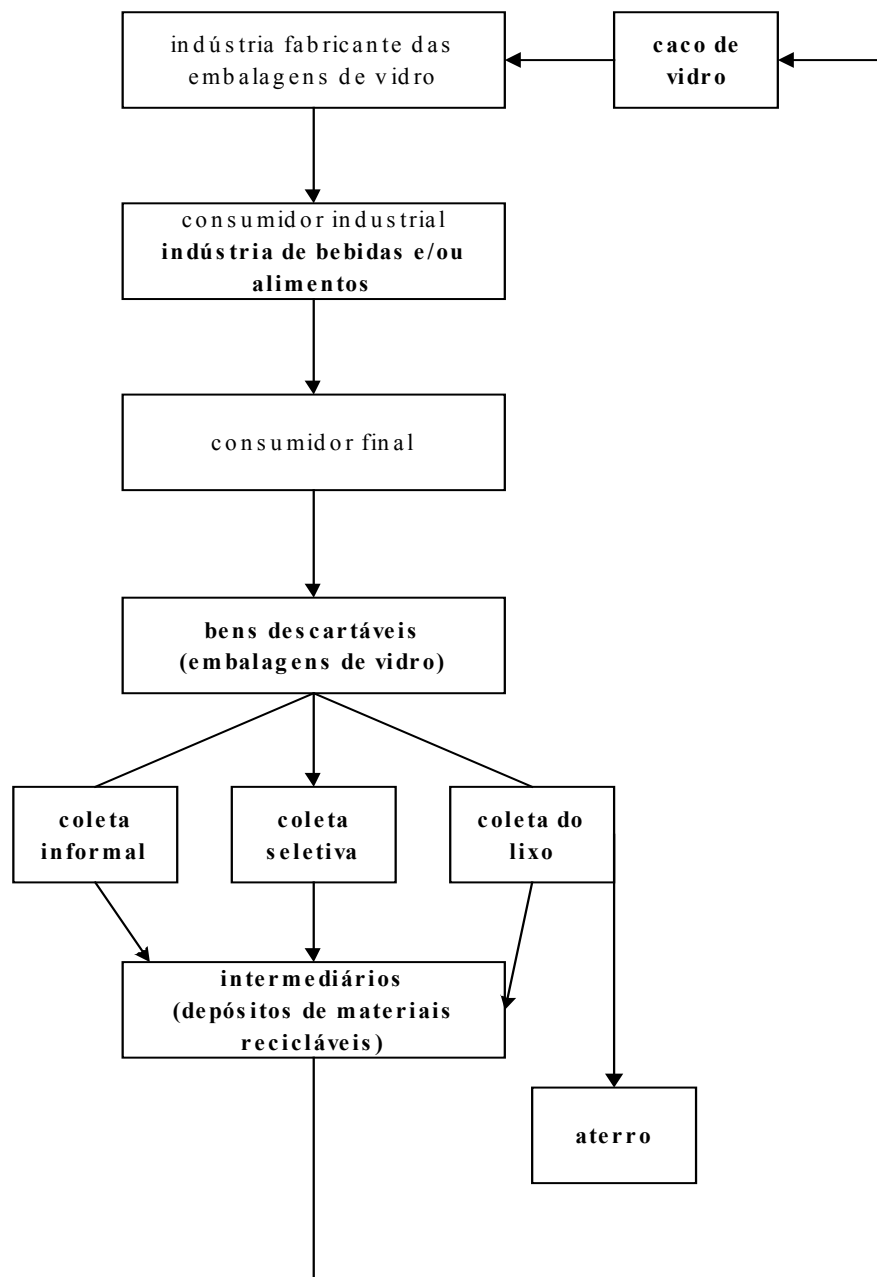 indústria fabricante das
embalagens de vidro
caco de
vidro
consumidor industrial
indústria de bebidas e/ou
alimentos
consumidor final
bens descartáveis
(embalagens de vidro)
coleta
informal
coleta
seletiva
coleta do
lixo
intermediários
(depósitos de materiais
recicláveis)
aterro